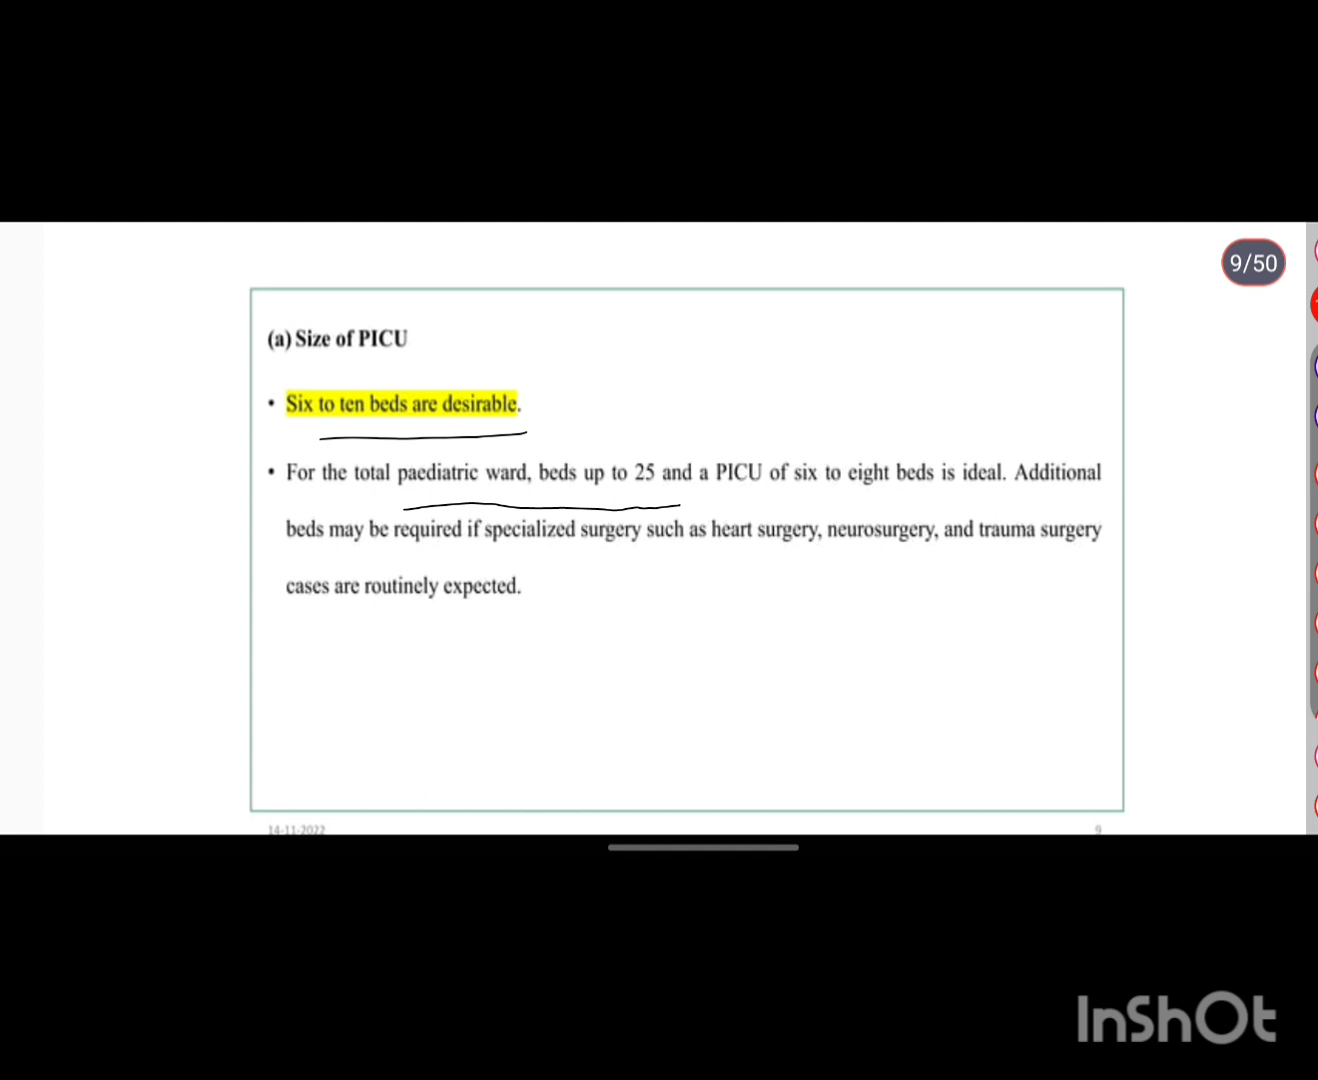 9/50
(a) Size of PICU
• Six to ten beds are desirable.
• For the total paediatric ward, beds up to 25 and a PICU of six to eight beds is ideal. Additional
beds may be required if specialized surgery such as heart surgery, neurosurgery, and trauma surgery
cases are routinely expected.
14-11-2022 9
InShOt